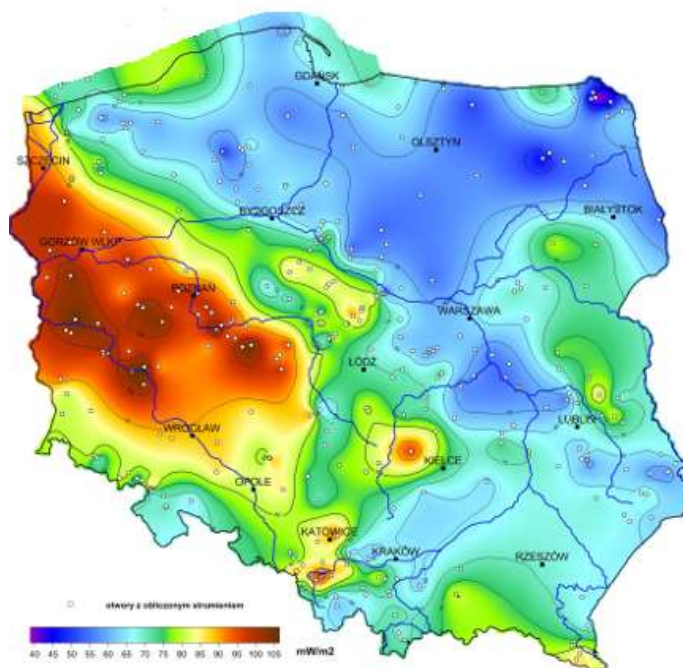 GDAŃSK
OLSZTYN
SZCZECIN
BYDGOSZCZ
BIAŁYSTOK
GORZÓW WLKP
POZNAŃ
WARSZAWA
ŁÓDŹ
LUBLIN
WROCŁAW
KIELCE
OPOLE
KATOWICE
KRAKÓW
RZESZÓW
otwory z obliczonym strumieniem
40 45 50 55 60 65 70 75 80 85 90 95 100 105 mW/m2